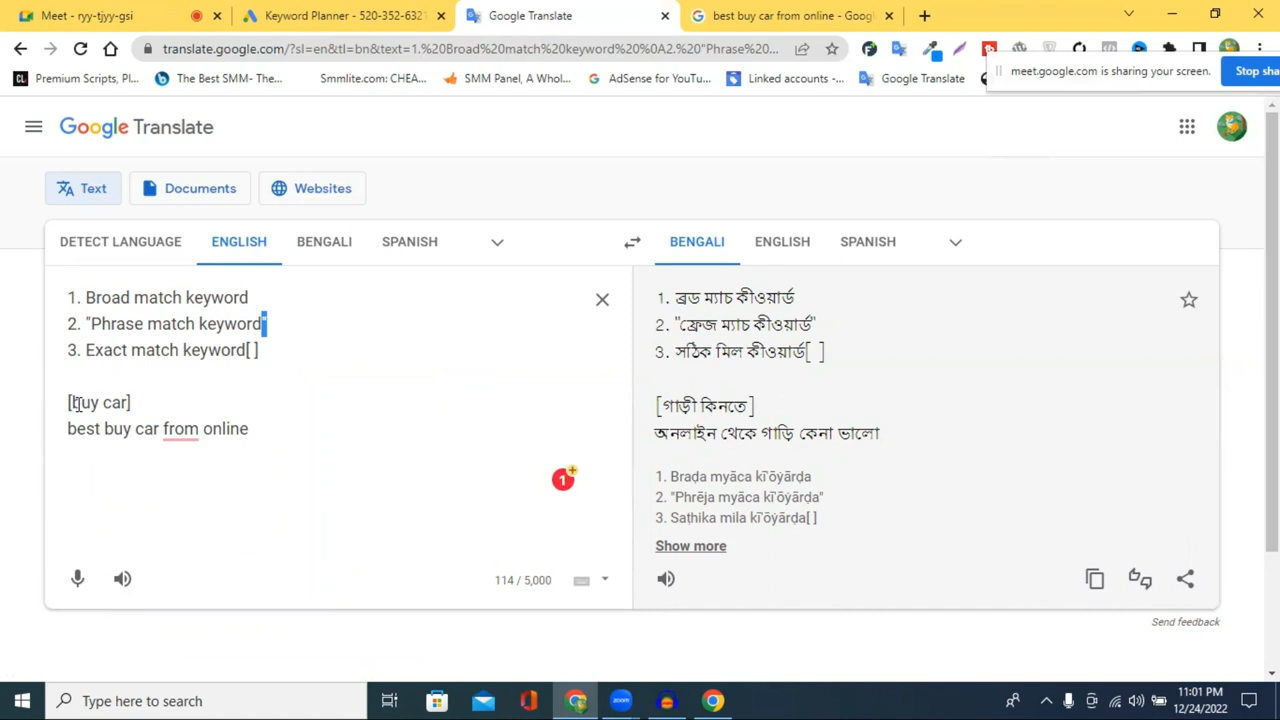 Meet - ryy-tjyy-gsi
Keyword Planner - 520-352-6321
Google Translate
best buy car from online - Goog
translate.google.com/?sl=en&tl=bn&text=1.%20Broad%20match%20keyword%20%0A2.%20"Phrase%...
Premium Scripts, Pl...
The Best SMM- The...
Smmlite.com: CHEA...
SMM Panel, A Whol...
AdSense for YouTu...
Linked accounts -...
Google Translate
meet.google.com is sharing your screen.
Stop sha
Google Translate
Text
Documents
Websites
DETECT LANGUAGE
ENGLISH
BENGALI
SPANISH
BENGALI
ENGLISH
SPANISH
1. Broad match keyword
2. "Phrase match keyword"
3. Exact match keyword[ ]
[buy car]
best buy car from online
1
114 / 5,000
1. ব্রড ম্যাচ কীওয়ার্ড
2. "ফ্রেজ ম্যাচ কীওয়ার্ড"
3. সঠিক মিল কীওয়ার্ড[ ]
[গাড়ী কিনতে]
অনলাইন থেকে গাড়ি কেনা ভালো
1. Braḍa myāca kī'ōẏārḍa
2. "Phrēja myāca kī'ōẏārḍa"
3. Saṭhika mila kī'ōẏārḍa[ ]
Show more
Send feedback
Type here to search
11:01 PM
12/24/2022